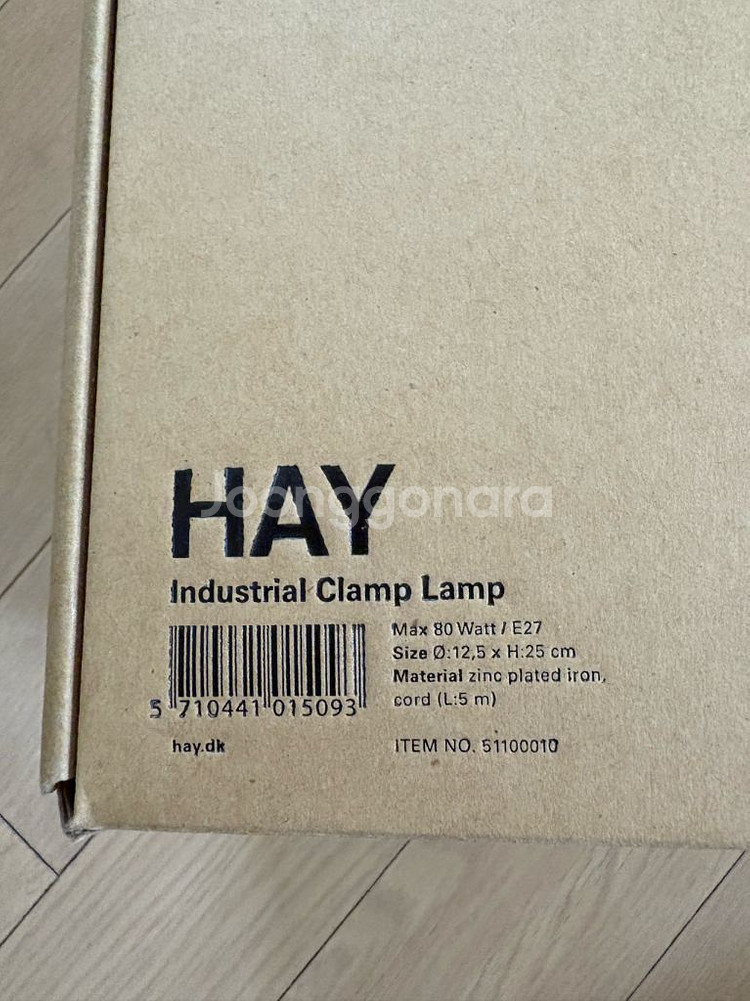 HAY
Joonggonara
Industrial Clamp Lamp
Max 80 Watt / E27
Size Ø:12,5 x H:25 cm
Material zinc plated iron,
cord (L:5 m)
5 710441 015093
hay.dk
ITEM NO. 51100010